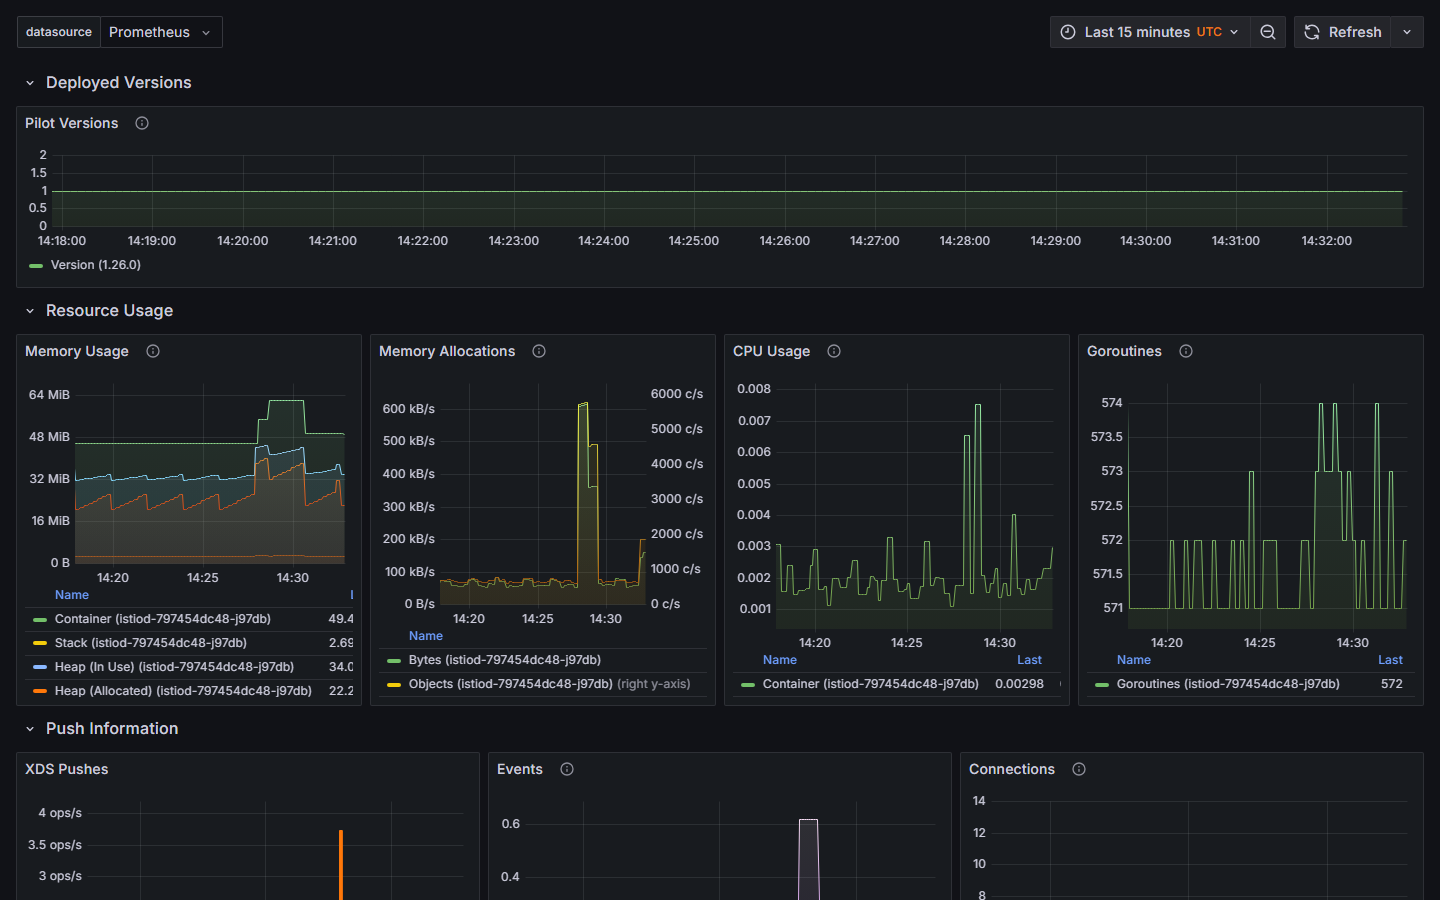 datasource Prometheus Last 15 minutes UTC Refresh
Deployed Versions
Pilot Versions
2
1.5
1
0.5
0
14:18:00 14:19:00 14:20:00 14:21:00 14:22:00 14:23:00 14:24:00 14:25:00 14:26:00 14:27:00 14:28:00 14:29:00 14:30:00 14:31:00 14:32:00
Version (1.26.0)
Resource Usage
Memory Usage
64 MiB
48 MiB
32 MiB
16 MiB
0 B
14:20 14:25 14:30
Name
Container (istiod-797454dc48-j97db) 49.4
Stack (istiod-797454dc48-j97db) 2.69
Heap (In Use) (istiod-797454dc48-j97db) 34.0
Heap (Allocated) (istiod-797454dc48-j97db) 22.2
Memory Allocations
600 kB/s
500 kB/s
400 kB/s
300 kB/s
200 kB/s
100 kB/s
0 B/s
6000 c/s
5000 c/s
4000 c/s
3000 c/s
2000 c/s
1000 c/s
0 c/s
14:20 14:25 14:30
Name
Bytes (istiod-797454dc48-j97db)
Objects (istiod-797454dc48-j97db) (right y-axis)
CPU Usage
0.008
0.007
0.006
0.005
0.004
0.003
0.002
0.001
14:20 14:25 14:30
Name Last
Container (istiod-797454dc48-j97db) 0.00298
Goroutines
574
573.5
573
572.5
572
571.5
571
14:20 14:25 14:30
Name Last
Goroutines (istiod-797454dc48-j97db) 572
Push Information
XDS Pushes
4 ops/s
3.5 ops/s
3 ops/s
Events
0.6
0.4
Connections
14
12
10
8